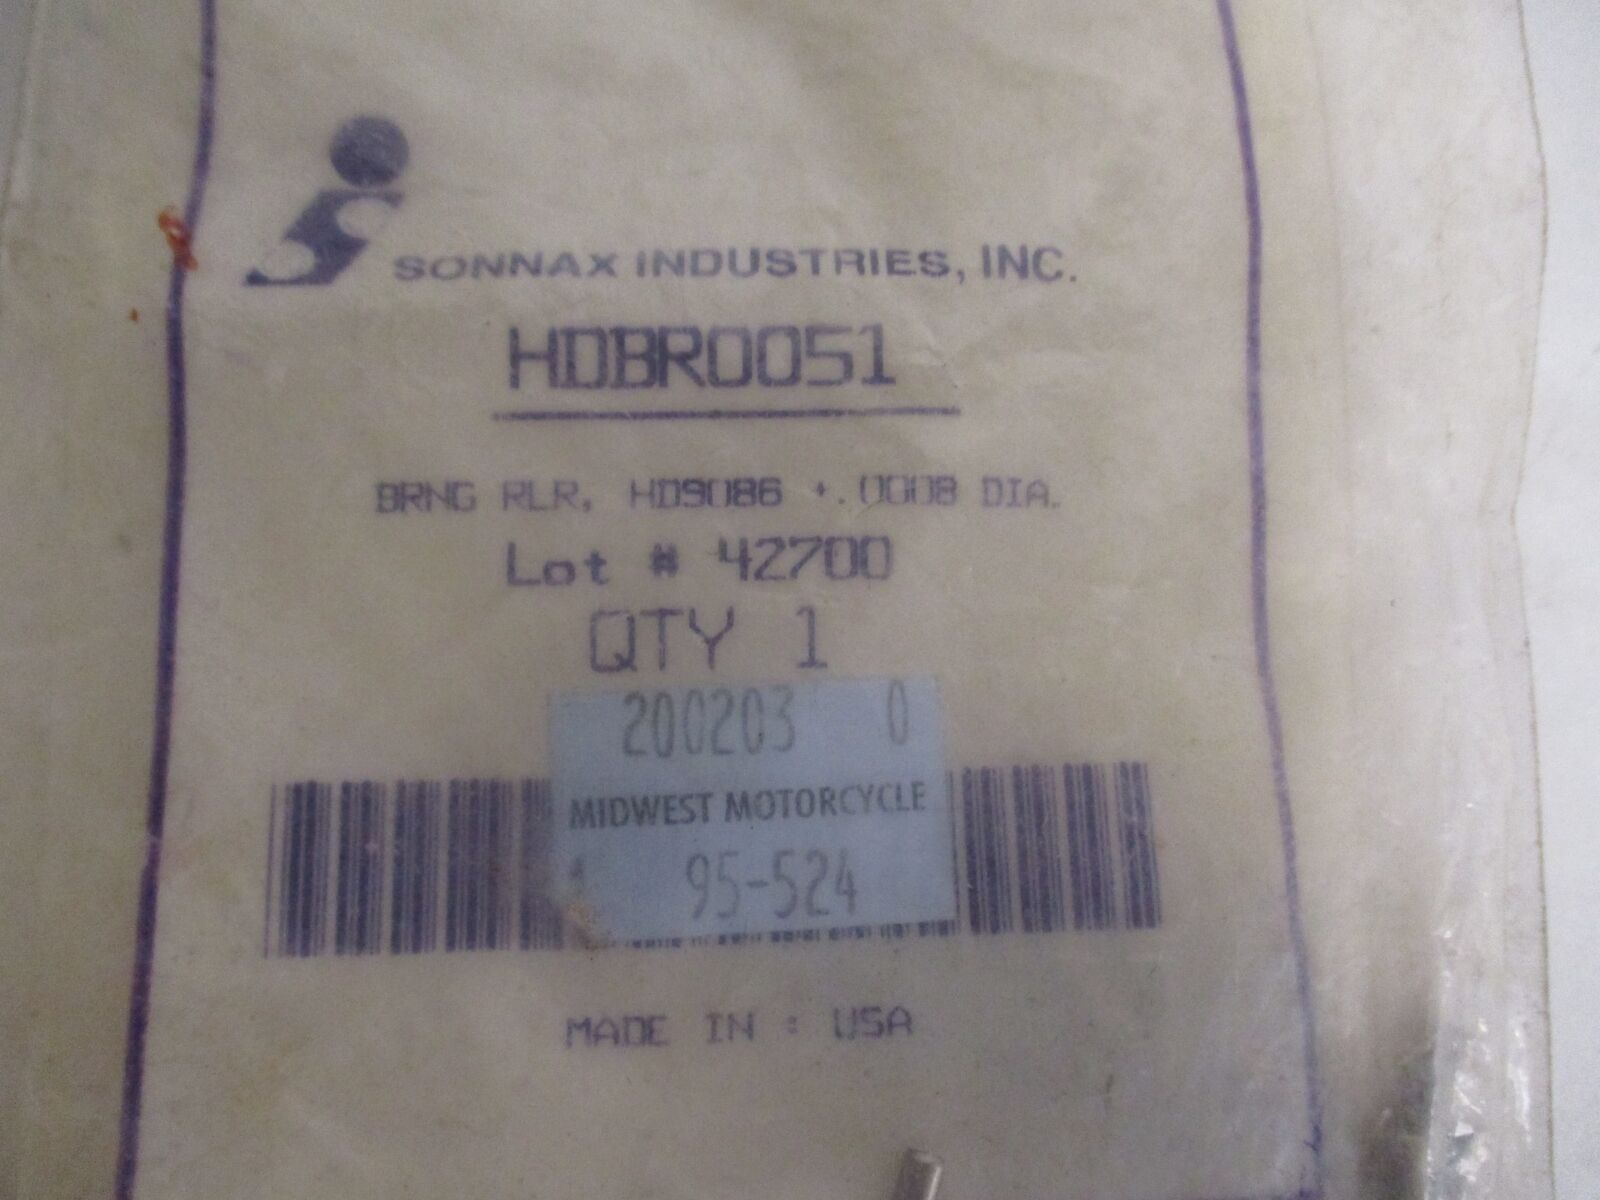 SONNAX INDUSTRIES, INC.
HDBR0051
BRNG RLR, HD9086 +.0008 DIA.
Lot # 42700
QTY 1
200203 0
MIDWEST MOTORCYCLE
95-524
MADE IN : USA